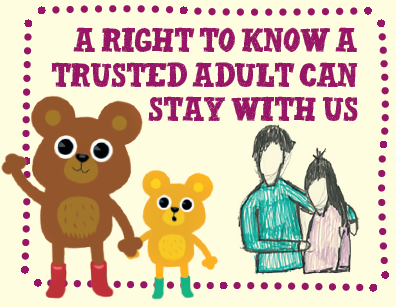 A RIGHT TO KNOW A
TRUSTED ADULT CAN
STAY WITH US